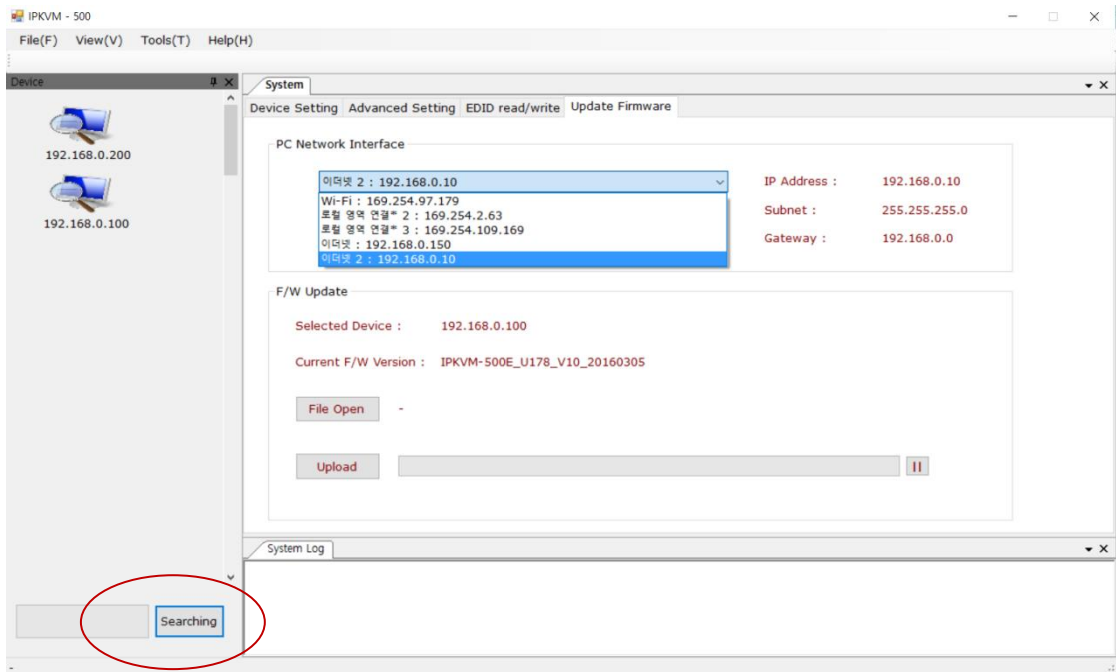 IPKVM - 500
File(F) View(V) Tools(T) Help(H)
Device
192.168.0.200
192.168.0.100
Searching
System
Device Setting Advanced Setting EDID read/write Update Firmware
PC Network Interface
이더넷 2 : 192.168.0.10
Wi-Fi : 169.254.97.179
로컬 영역 연결* 2 : 169.254.2.63
로컬 영역 연결* 3 : 169.254.109.169
이더넷 : 192.168.0.150
이더넷 2 : 192.168.0.10
IP Address : 192.168.0.10
Subnet : 255.255.255.0
Gateway : 192.168.0.0
F/W Update
Selected Device : 192.168.0.100
Current F/W Version : IPKVM-500E_U178_V10_20160305
File Open -
Upload
System Log
-